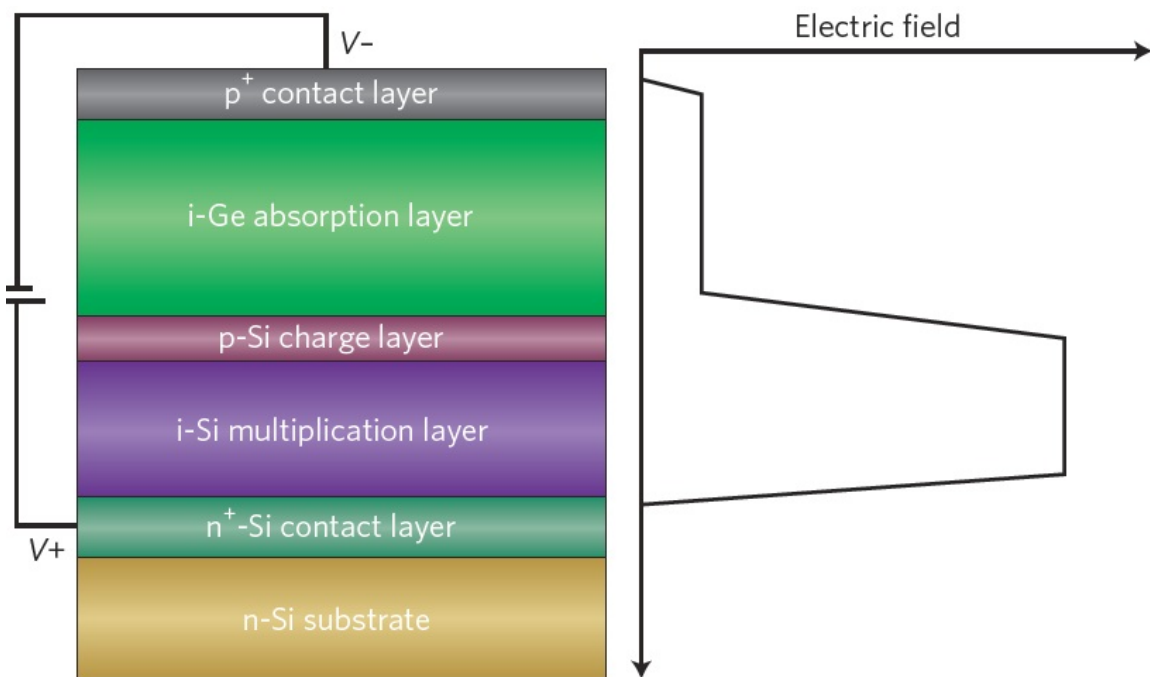 Electric field
V–
p⁺ contact layer
i-Ge absorption layer
p-Si charge layer
i-Si multiplication layer
n⁺-Si contact layer
V+
n-Si substrate